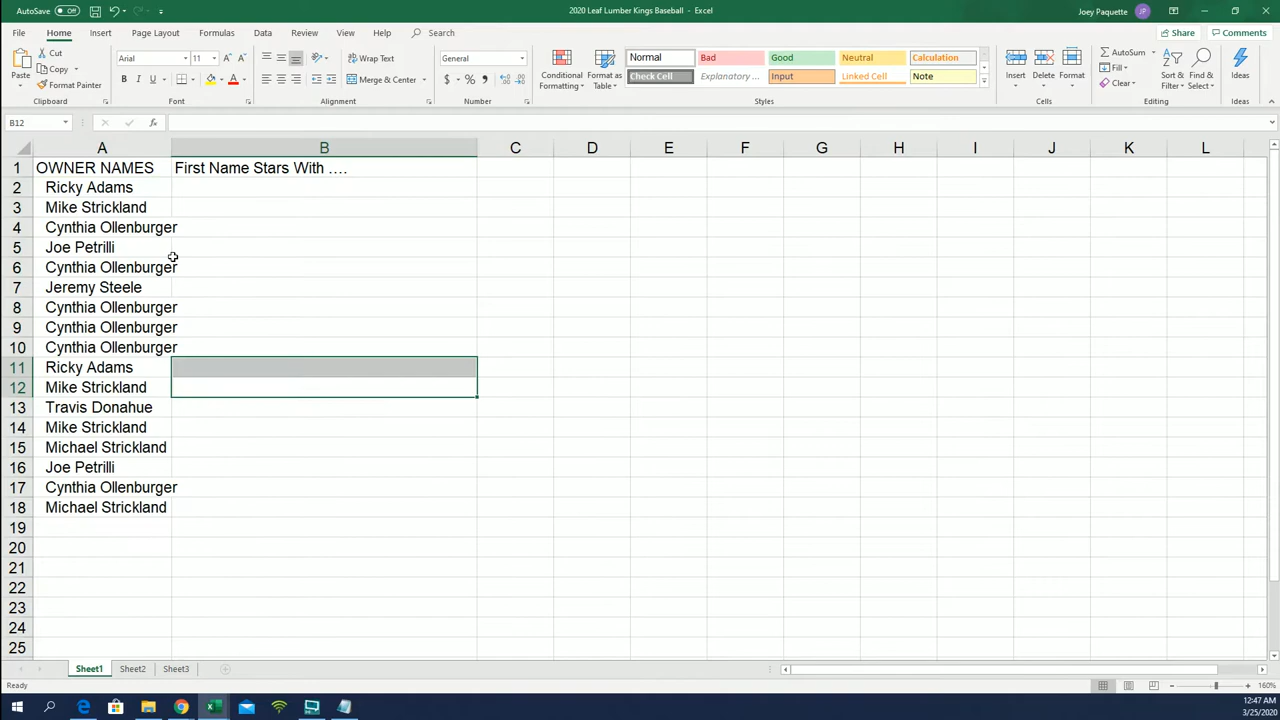 AutoSave Off
2020 Leaf Lumber Kings Baseball - Excel
Joey Paquette
JP
File Home Insert Page Layout Formulas Data Review View Help Search
Share Comments
Paste
Cut
Copy
Format Painter
Clipboard
Arial 11
B I U
Font
Wrap Text
Merge & Center
Alignment
General
$ %
Number
Conditional Formatting
Format as Table
Normal Bad Good Neutral Calculation
Check Cell Explanatory ... Input Linked Cell Note
Styles
Insert Delete Format
Cells
AutoSum
Fill
Clear
Sort & Filter
Find & Select
Editing
Ideas
Ideas
B12
fx
A B C D E F G H I J K L
1 OWNER NAMES First Name Stars With ....
2 Ricky Adams
3 Mike Strickland
4 Cynthia Ollenburger
5 Joe Petrilli
6 Cynthia Ollenburger
7 Jeremy Steele
8 Cynthia Ollenburger
9 Cynthia Ollenburger
10 Cynthia Ollenburger
11 Ricky Adams
12 Mike Strickland
13 Travis Donahue
14 Mike Strickland
15 Michael Strickland
16 Joe Petrilli
17 Cynthia Ollenburger
18 Michael Strickland
19
20
21
22
23
24
25
Sheet1 Sheet2 Sheet3
Ready
160%
12:47 AM
3/25/2020